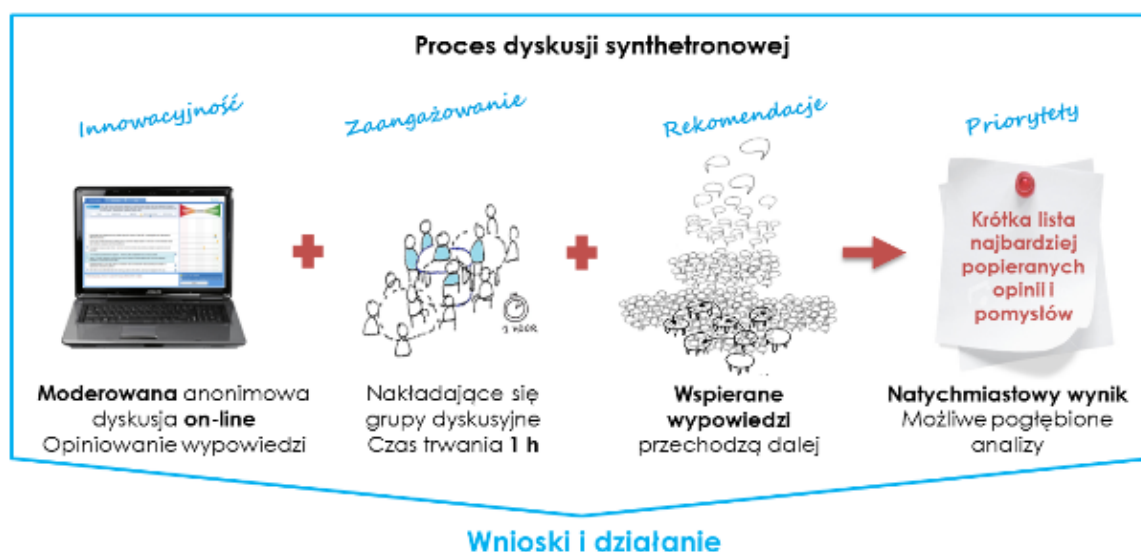 Proces dyskusji synthetronowej
Innowacyjność
Zaangażowanie
Rekomendacje
Priorytety
Krótka lista
najbardziej
popieranych
opinii i
pomysłów
1 HOUR
Moderowana anonimowa
dyskusja on-line
Opiniowanie wypowiedzi
Nakładające się
grupy dyskusyjne
Czas trwania 1 h
Wspierane
wypowiedzi
przechodzą dalej
Natychmiastowy wynik
Możliwe pogłębione
analizy
Wnioski i działanie